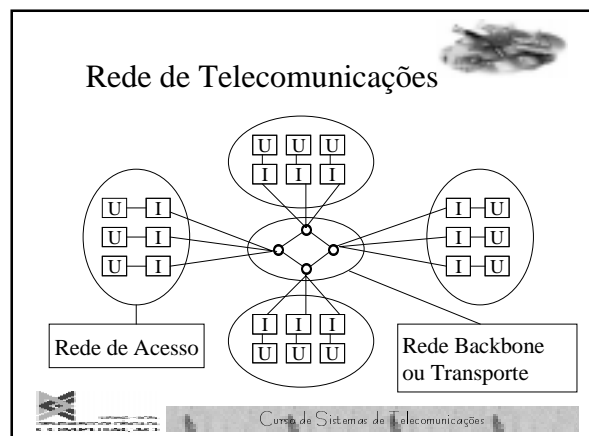 Rede de Telecomunicações
U U U
I I I
U I
U I
U I
I U
I U
I U
I I I
U U U
Rede de Acesso
Rede Backbone
ou Transporte
Curso de Sistemas de Telecomunicações